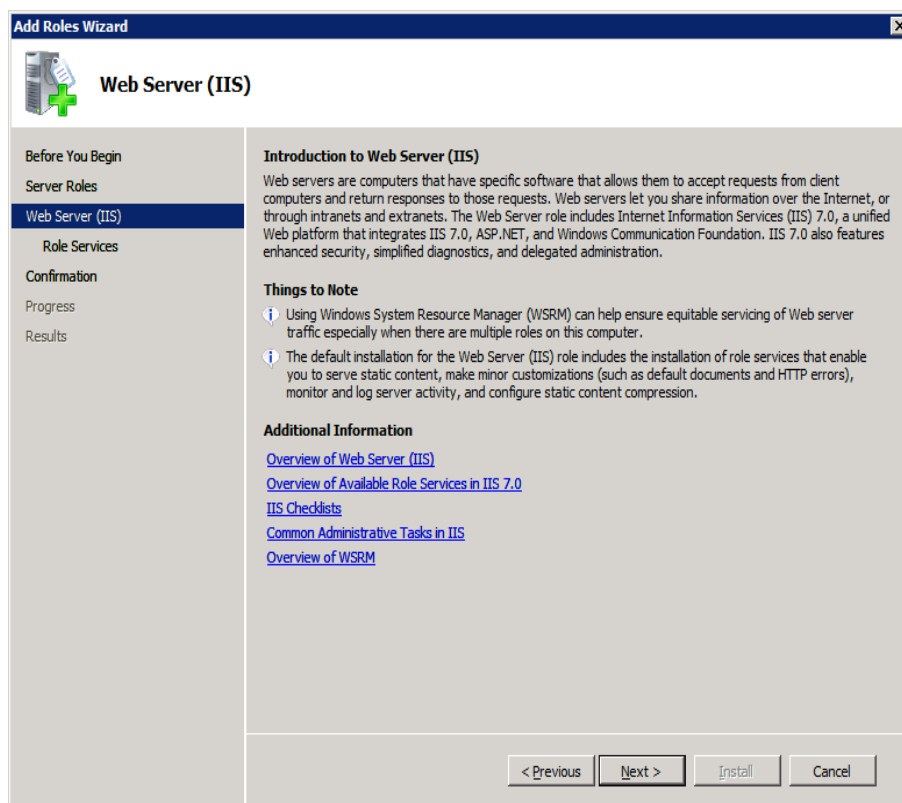 Add Roles Wizard
Web Server (IIS)
Before You Begin
Server Roles
Web Server (IIS)
Role Services
Confirmation
Progress
Results
Introduction to Web Server (IIS)
Web servers are computers that have specific software that allows them to accept requests from client
computers and return responses to those requests. Web servers let you share information over the Internet, or
through intranets and extranets. The Web Server role includes Internet Information Services (IIS) 7.0, a unified
Web platform that integrates IIS 7.0, ASP.NET, and Windows Communication Foundation. IIS 7.0 also features
enhanced security, simplified diagnostics, and delegated administration.
Things to Note
Using Windows System Resource Manager (WSRM) can help ensure equitable servicing of Web server
traffic especially when there are multiple roles on this computer.
The default installation for the Web Server (IIS) role includes the installation of role services that enable
you to serve static content, make minor customizations (such as default documents and HTTP errors),
monitor and log server activity, and configure static content compression.
Additional Information
Overview of Web Server (IIS)
Overview of Available Role Services in IIS 7.0
IIS Checklists
Common Administrative Tasks in IIS
Overview of WSRM
< Previous
Next >
Install
Cancel